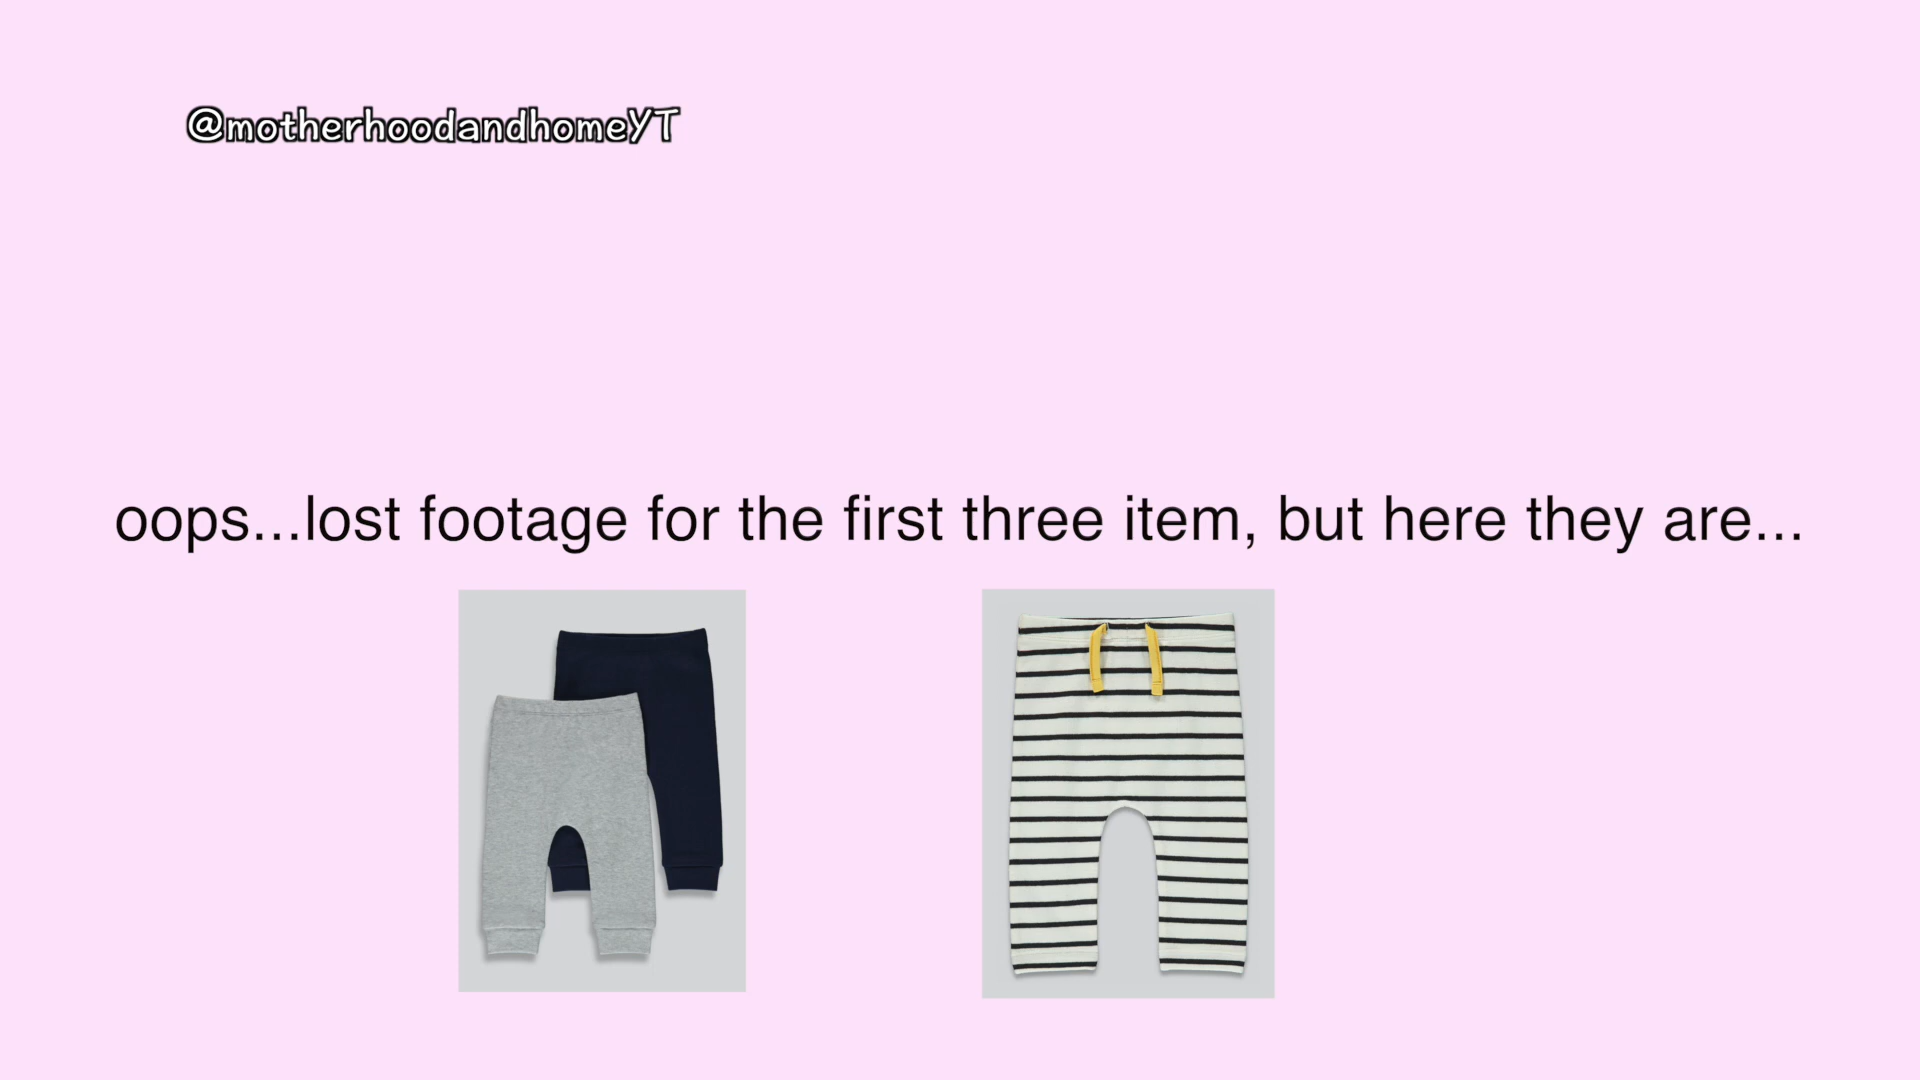 @motherhoodandhomeYT
oops...lost footage for the first three item, but here they are...